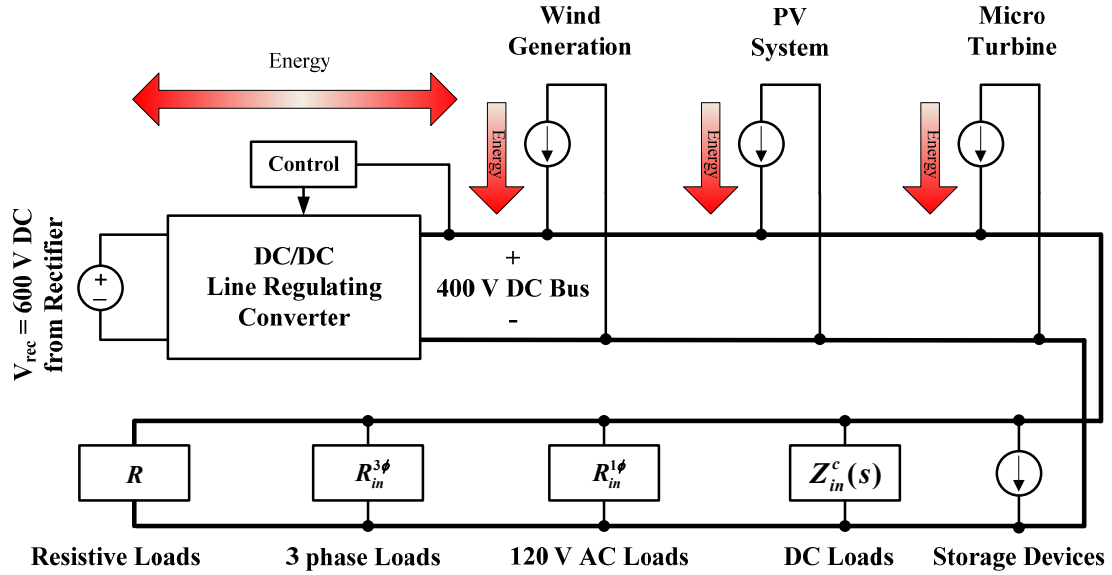 Wind
Generation
PV
System
Micro
Turbine
Energy
Energy
Energy
Energy
Control
V_rec = 600 V DC
from Rectifier
+
−
DC/DC
Line Regulating
Converter
+
400 V DC Bus
-
R
R_in^3ϕ
R_in^1ϕ
Z_in^c(s)
Resistive Loads
3 phase Loads
120 V AC Loads
DC Loads
Storage Devices